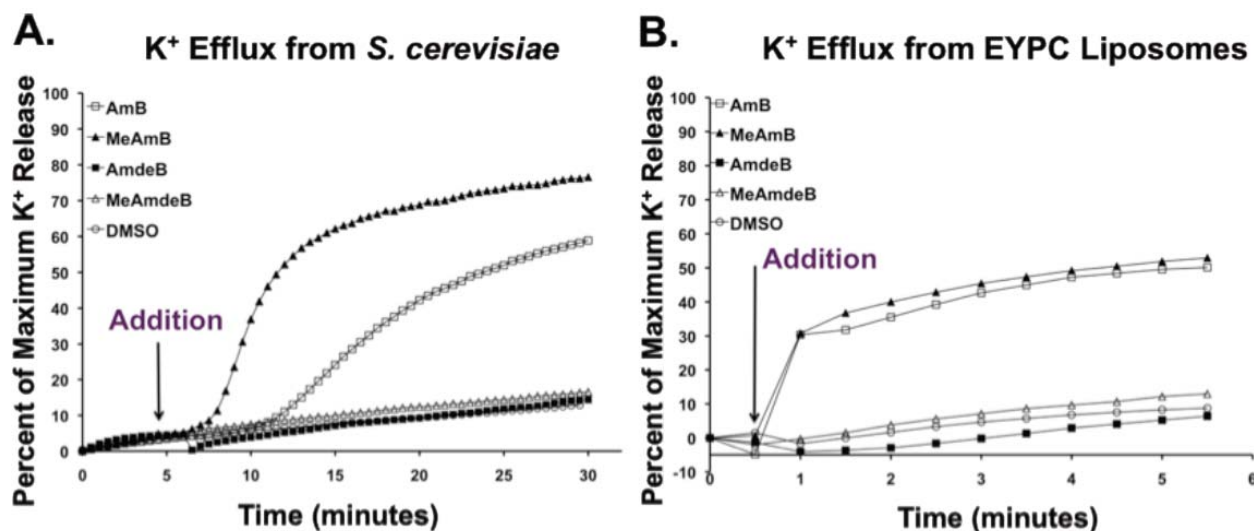 A.
K+ Efflux from S. cerevisiae
Percent of Maximum K+ Release
100
90
80
70
60
50
40
30
20
10
0
AmB
MeAmB
AmdeB
MeAmdeB
DMSO
Addition
0 5 10 15 20 25 30
Time (minutes)
B.
K+ Efflux from EYPC Liposomes
Percent of Maximum K+ Release
100
90
80
70
60
50
40
30
20
10
0
-10
AmB
MeAmB
AmdeB
MeAmdeB
DMSO
Addition
0 1 2 3 4 5 6
Time (minutes)